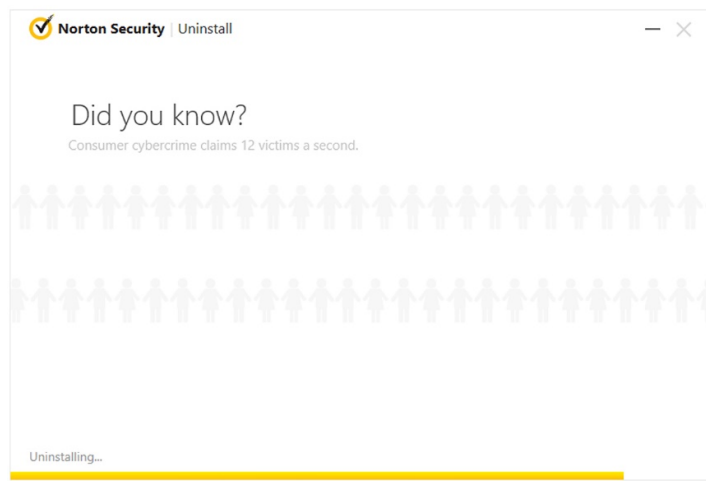 Norton Security | Uninstall
Did you know?
Consumer cybercrime claims 12 victims a second.
Uninstalling...